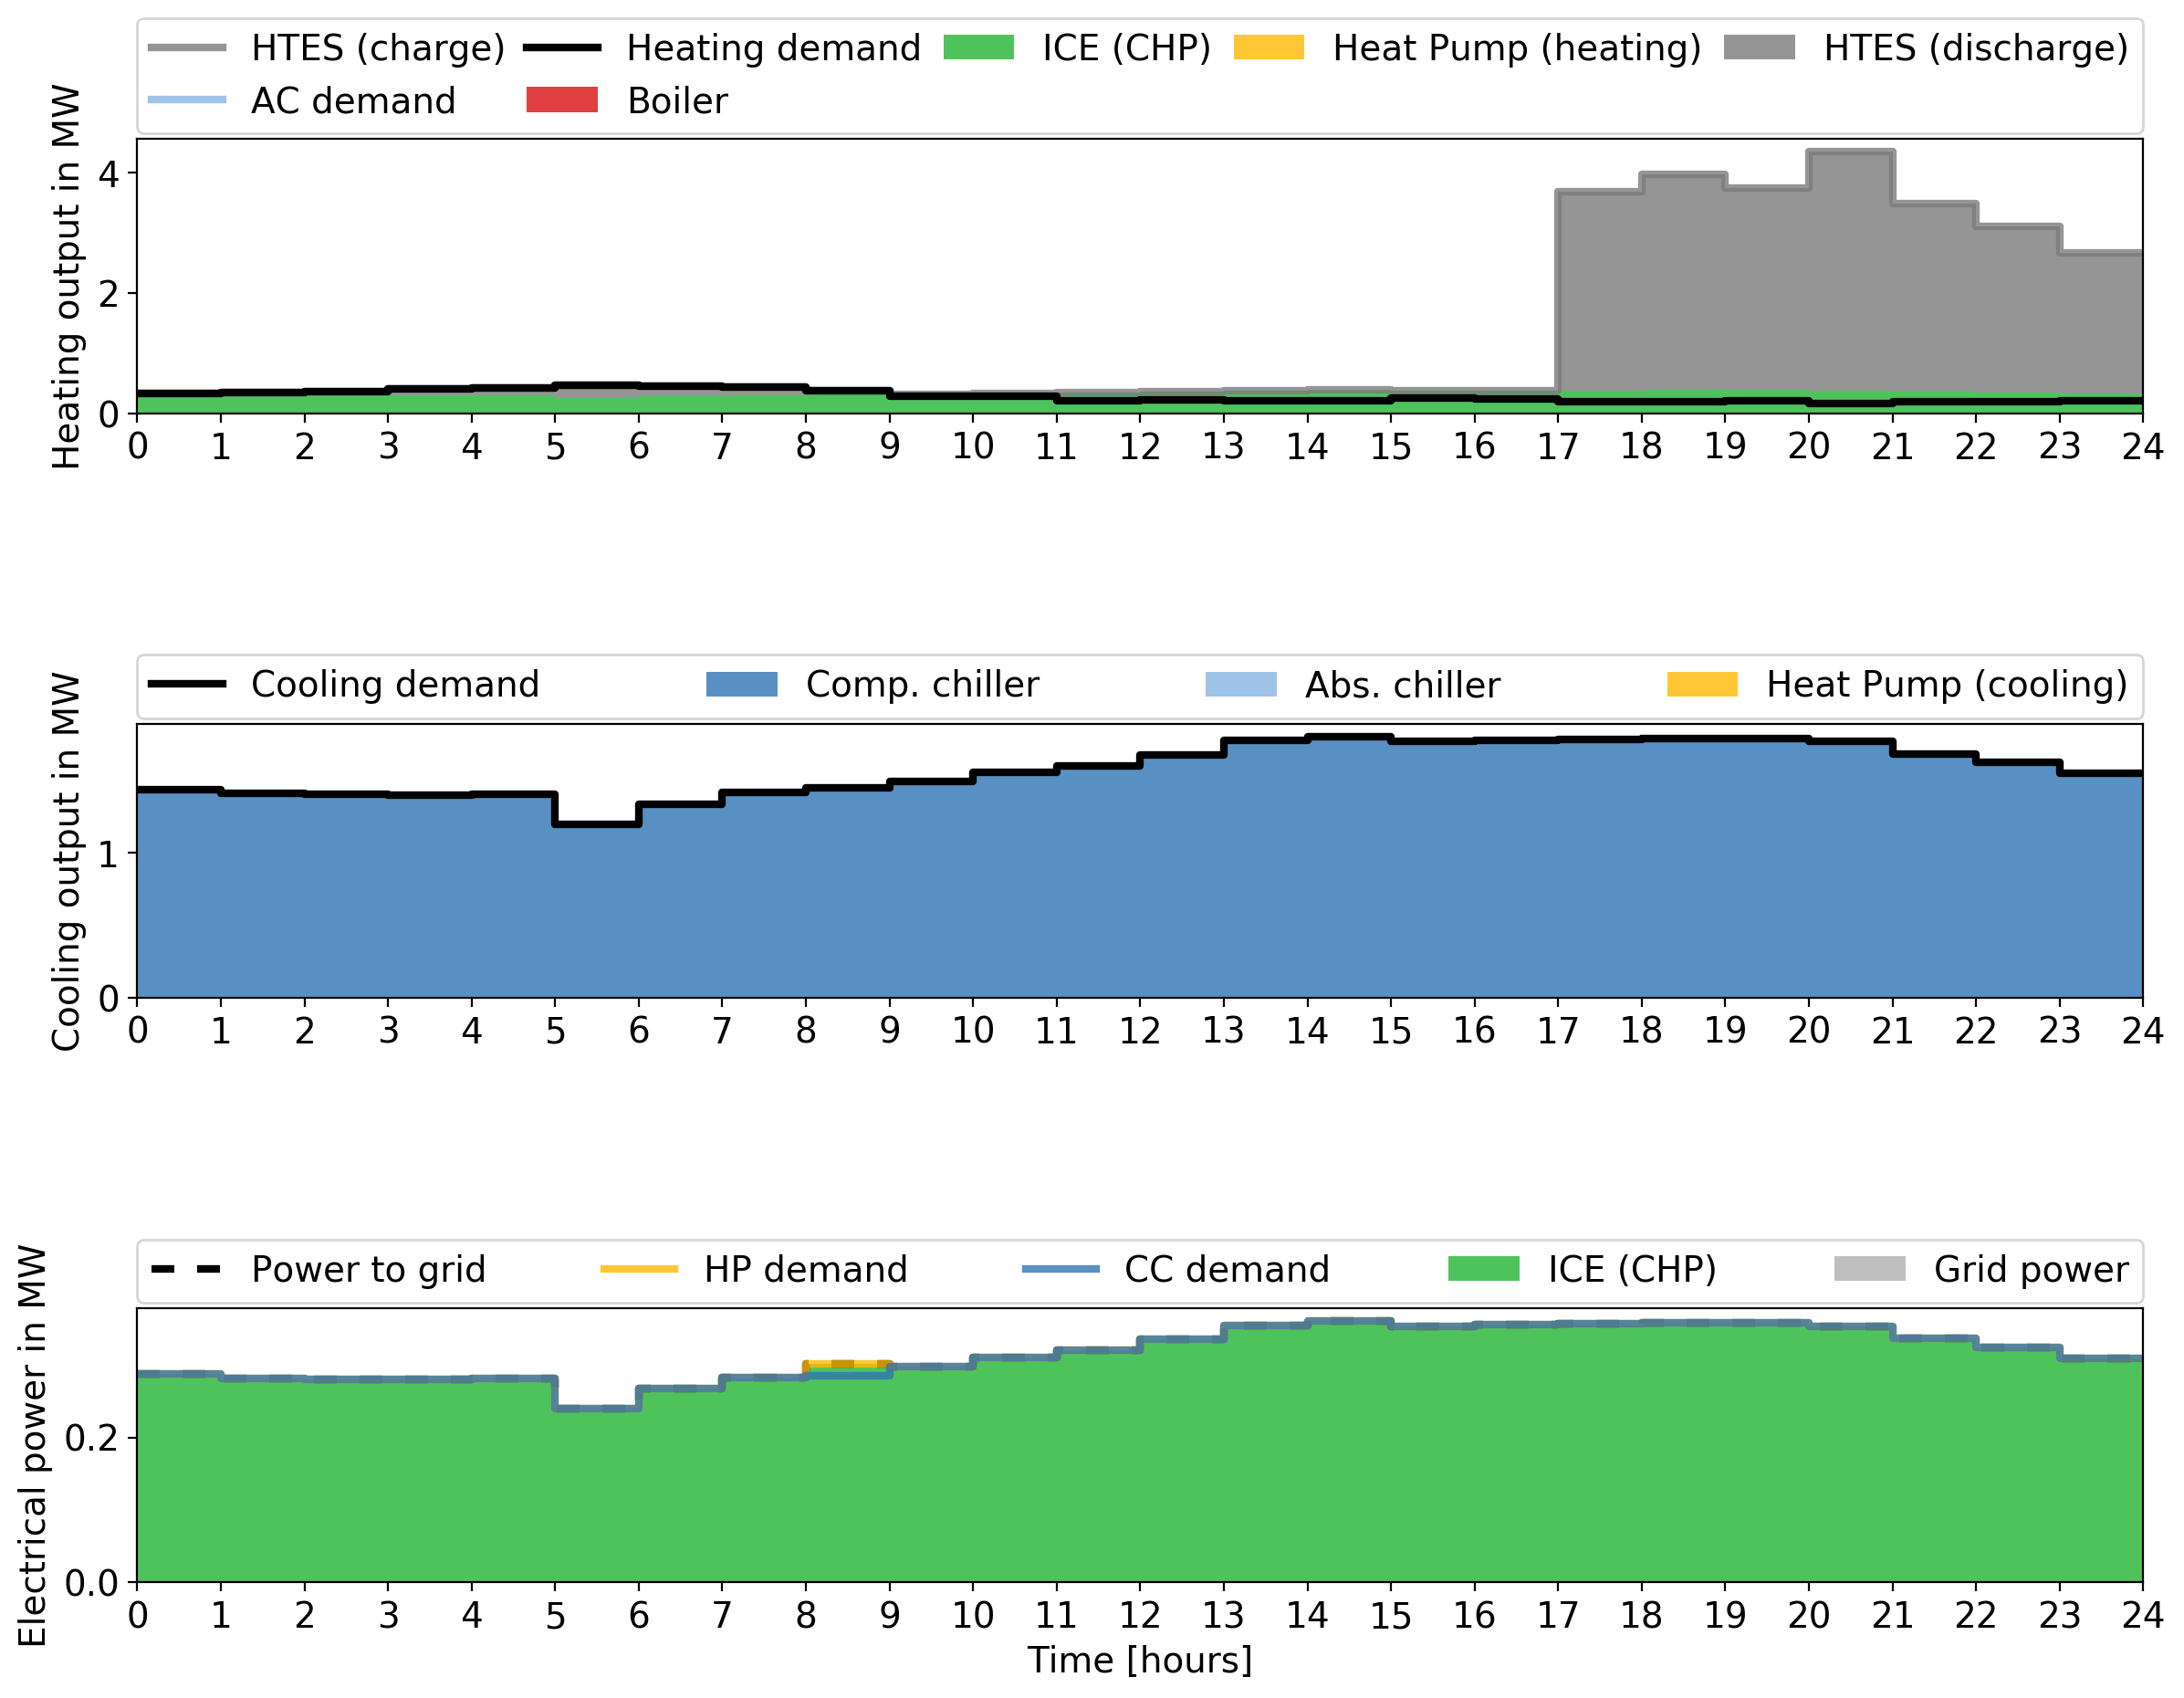 HTES (charge) Heating demand ICE (CHP) Heat Pump (heating) HTES (discharge)
AC demand Boiler
Heating output in MW
4
2
0
0 1 2 3 4 5 6 7 8 9 10 11 12 13 14 15 16 17 18 19 20 21 22 23 24
Cooling demand Comp. chiller Abs. chiller Heat Pump (cooling)
Cooling output in MW
1
0
0 1 2 3 4 5 6 7 8 9 10 11 12 13 14 15 16 17 18 19 20 21 22 23 24
Power to grid HP demand CC demand ICE (CHP) Grid power
Electrical power in MW
0.2
0.0
0 1 2 3 4 5 6 7 8 9 10 11 12 13 14 15 16 17 18 19 20 21 22 23 24
Time [hours]